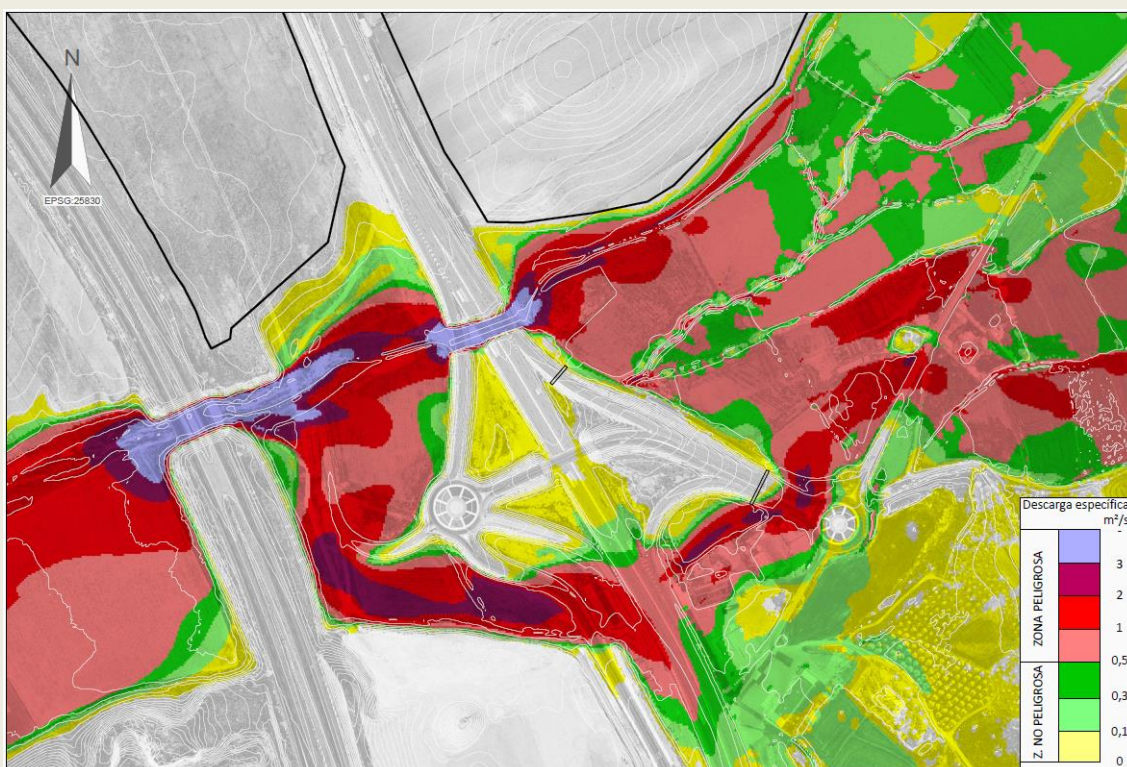 N
EPSG:25830
Descarga específica
m²/s
ZONA PELIGROSA
Z. NO PELIGROSA
3
2
1
0,5
0,3
0,1
0